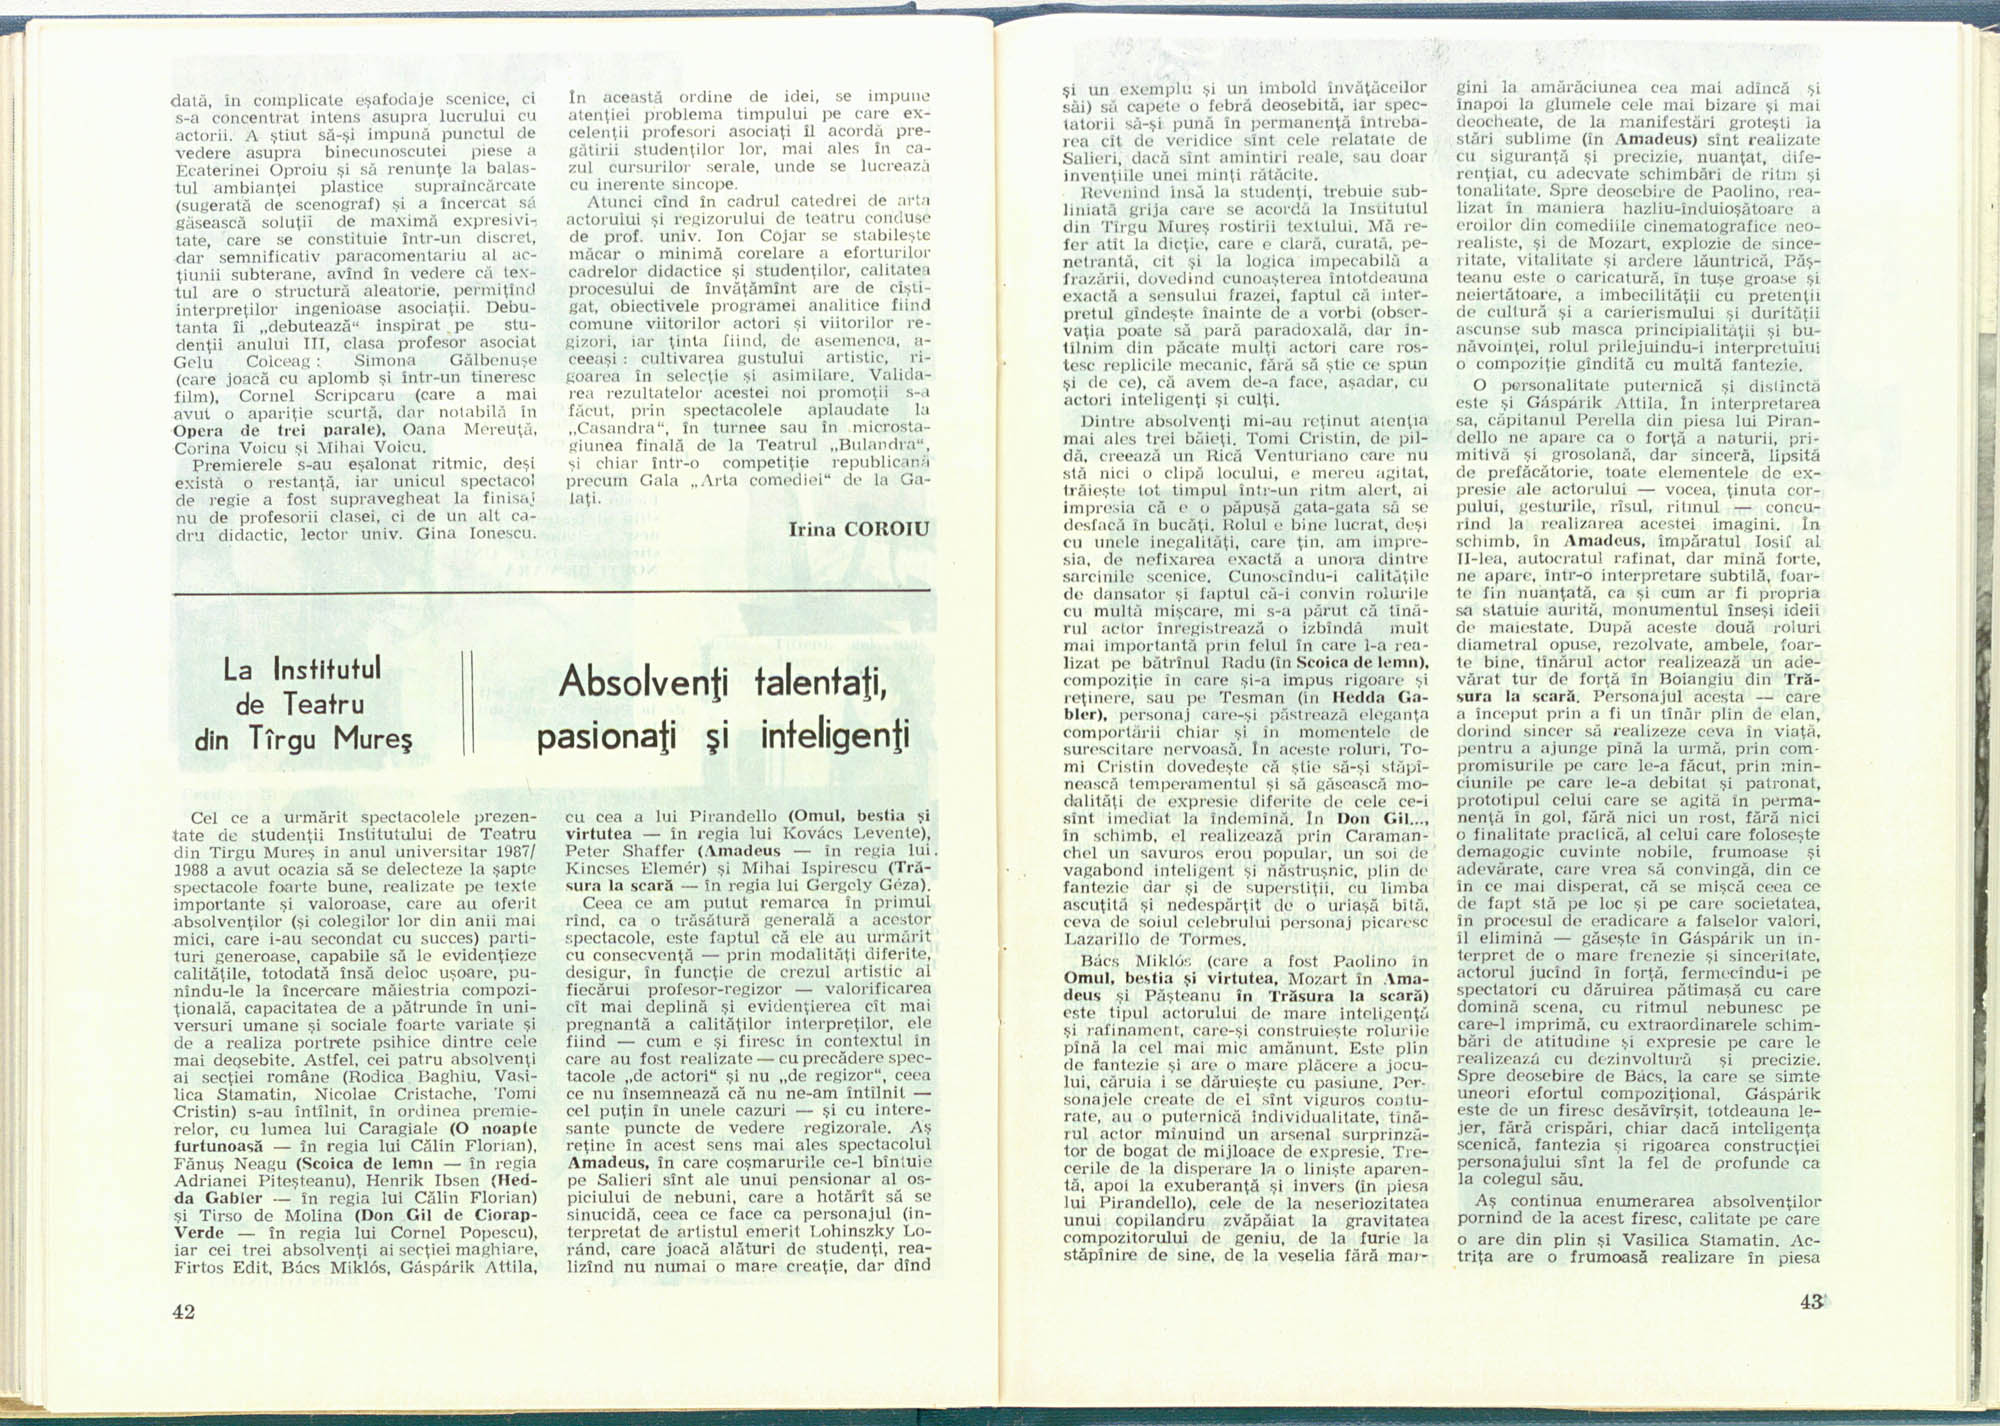 dată, în complicate eșafodaje scenice, ci
s-a concentrat intens asupra lucrului cu
actorii. A știut să-și impună punctul de
vedere asupra binecunoscutei piese a
Ecaterinei Oproiu și să renunțe la balas-
tul ambianței plastice supraîncărcate
(sugerată de scenograf) și a încercat să
găsească soluții de maximă expresivi-
tate, care se constituie într-un discret,
dar semnificativ paracomentariu al ac-
țiunii subterane, avînd în vedere că tex-
tul are o structură aleatorie, permițînd
interpreților ingenioase asociații. Debu-
tanta îi „debutează“ inspirat pe stu-
denții anului III, clasa profesor asociat
Gelu Colceag : Simona Gălbenușe
(care joacă cu aplomb și într-un tineresc
film), Cornel Scripcaru (care a mai
avut o apariție scurtă, dar notabilă în
Opera de trei parale), Oana Mereuță,
Corina Voicu și Mihai Voicu.
Premierele s-au eșalonat ritmic, deși
există o restanță, iar unicul spectacol
de regie a fost supravegheat la finisaj
nu de profesorii clasei, ci de un alt ca-
dru didactic, lector univ. Gina Ionescu.
În această ordine de idei, se impune
atenției problema timpului pe care ex-
celenții profesori asociați îl acordă pre-
gătirii studenților lor, mai ales în ca-
zul cursurilor serale, unde se lucrează
cu inerente sincope.
Atunci cînd în cadrul catedrei de arta
actorului și regizorului de teatru conduse
de prof. univ. Ion Cojar se stabilește
măcar o minimă corelare a eforturilor
cadrelor didactice și studenților, calitatea
procesului de învățămînt are de cîști-
gat, obiectivele programei analitice fiind
comune viitorilor actori și viitorilor re-
gizori, iar ținta fiind, de asemenea, a-
ceeași : cultivarea gustului artistic, ri-
goarea în selecție și asimilare. Valida-
rea rezultatelor acestei noi promoții s-a
făcut, prin spectacolele aplaudate la
„Casandra“, în turnee sau în microsta-
giunea finală de la Teatrul „Bulandra“,
și chiar într-o competiție republicană
precum Gala „Arta comediei“ de la Ga-
lați.
Irina COROIU
La Institutul
de Teatru
din Tîrgu Mureș
Absolvenți talentați,
pasionați și inteligenți
Cel ce a urmărit spectacolele prezen-
tate de studenții Institutului de Teatru
din Tîrgu Mureș în anul universitar 1987/
1988 a avut ocazia să se delecteze la șapte
spectacole foarte bune, realizate pe texte
importante și valoroase, care au oferit
absolvenților (și colegilor lor din anii mai
mici, care i-au secondat cu succes) parti-
turi generoase, capabile să le evidențieze
calitățile, totodată însă deloc ușoare, pu-
nîndu-le la încercare măiestria compozi-
țională, capacitatea de a pătrunde în uni-
versuri umane și sociale foarte variate și
de a realiza portrete psihice dintre cele
mai deosebite. Astfel, cei patru absolvenți
ai secției române (Rodica Baghiu, Vasi-
lica Stamatin, Nicolae Cristache, Tomi
Cristin) s-au întîlnit, în ordinea premie-
relor, cu lumea lui Caragiale (O noapte
furtunoasă — în regia lui Călin Florian),
Fănuș Neagu (Scoica de lemn — în regia
Adrianei Piteșteanu), Henrik Ibsen (Hed-
da Gabler — în regia lui Călin Florian)
și Tirso de Molina (Don Gil de Ciorap-
Verde — în regia lui Cornel Popescu),
iar cei trei absolvenți ai secției maghiare,
Firtos Edit, Bács Miklós, Gáspárik Attila,
cu cea a lui Pirandello (Omul, bestia și
virtutea — în regia lui Kovács Levente),
Peter Shaffer (Amadeus — în regia lui
Kincses Elemér) și Mihai Ispirescu (Tră-
sura la scară — în regia lui Gergely Géza).
Ceea ce am putut remarca în primul
rînd, ca o trăsătură generală a acestor
spectacole, este faptul că ele au urmărit
cu consecvență — prin modalități diferite,
desigur, în funcție de crezul artistic al
fiecărui profesor-regizor — valorificarea
cît mai deplină și evidențierea cît mai
pregnantă a calităților interpreților, ele
fiind — cum e și firesc în contextul în
care au fost realizate — cu precădere spec-
tacole „de actori“ și nu „de regizor“, ceea
ce nu însemnează că nu ne-am întîlnit —
cel puțin în unele cazuri — și cu intere-
sante puncte de vedere regizorale. Aș
reține în acest sens mai ales spectacolul
Amadeus, în care coșmarurile ce-l bîntuie
pe Salieri sînt ale unui pensionar al os-
piciului de nebuni, care a hotărît să se
sinucidă, ceea ce face ca personajul (in-
terpretat de artistul emerit Lohinszky Lo-
ránd, care joacă alături de studenți, rea-
lizînd nu numai o mare creație, dar dînd
42
și un exemplu și un imbold învățăceilor
săi) să capete o febră deosebită, iar spec-
tatorii să-și pună în permanență întreba-
rea cît de veridice sînt cele relatate de
Salieri, dacă sînt amintiri reale, sau doar
invențiile unei minți rătăcite.
Revenind însă la studenți, trebuie sub-
liniată grija care se acordă la Institutul
din Tîrgu Mureș rostirii textului. Mă re-
fer atît la dicție, care e clară, curată, pe-
netrantă, cît și la logica impecabilă a
frazării, dovedind cunoașterea întotdeauna
exactă a sensului frazei, faptul că inter-
pretul gîndește înainte de a vorbi (obser-
vația poate să pară paradoxală, dar în-
tîlnim din păcate mulți actori care ros-
tesc replicile mecanic, fără să știe ce spun
și de ce), că avem de-a face, așadar, cu
actori inteligenți și culți.
Dintre absolvenți mi-au reținut atenția
mai ales trei băieți. Tomi Cristin, de pil-
dă, creează un Rică Venturiano care nu
stă nici o clipă locului, e mereu agitat,
trăiește tot timpul într-un ritm alert, ai
impresia că e o păpușă gata-gata să se
desfacă în bucăți. Rolul e bine lucrat, deși
cu unele inegalități, care țin, am impre-
sia, de nefixarea exactă a unora dintre
sarcinile scenice. Cunoscîndu-i calitățile
de dansator și faptul că-i convin rolurile
cu multă mișcare, mi s-a părut că tînă-
rul actor înregistrează o izbîndă mult
mai importantă prin felul în care l-a rea-
lizat pe bătrînul Radu (în Scoica de lemn),
compoziție în care și-a impus rigoare și
reținere, sau pe Tesman (în Hedda Ga-
bler), personaj care-și păstrează eleganța
comportării chiar și în momentele de
surescitare nervoasă. În aceste roluri, To-
mi Cristin dovedește că știe să-și stăpî-
nească temperamentul și să găsească mo-
dalități de expresie diferite de cele ce-i
sînt imediat la îndemînă. În Don Gil...,
în schimb, el realizează prin Caraman-
chel un savuros erou popular, un soi de
vagabond inteligent și năstrușnic, plin de
fantezie dar și de superstiții, cu limba
ascuțită și nedespărțit de o uriașă bîtă,
ceva de soiul celebrului personaj picaresc
Lazarillo de Tormes.
Bács Miklós (care a fost Paolino în
Omul, bestia și virtutea, Mozart în Ama-
deus și Pășteanu în Trăsura la scară)
este tipul actorului de mare inteligență
și rafinament, care-și construiește rolurile
pînă la cel mai mic amănunt. Este plin
de fantezie și are o mare plăcere a jocu-
lui, căruia i se dăruiește cu pasiune. Per-
sonajele create de el sînt viguros contu-
rate, au o puternică individualitate, tînă-
rul actor mînuind un arsenal surprinză-
tor de bogat de mijloace de expresie. Tre-
cerile de la disperare la o liniște aparen-
tă, apoi la exuberanță și invers (în piesa
lui Pirandello), cele de la neseriozitatea
unui copilandru zvăpăiat la gravitatea
compozitorului de geniu, de la furie la
stăpînire de sine, de la veselia fără mar-
gini la amărăciunea cea mai adîncă și
înapoi la glumele cele mai bizare și mai
deocheate, de la manifestări grotești la
stări sublime (în Amadeus) sînt realizate
cu siguranță și precizie, nuanțat, dife-
rențiat, cu adecvate schimbări de ritm și
tonalitate. Spre deosebire de Paolino, rea-
lizat în maniera hazliu-înduioșătoare a
eroilor din comediile cinematografice neo-
realiste, și de Mozart, explozie de since-
ritate, vitalitate și ardere lăuntrică, Păș-
teanu este o caricatură, în tușe groase și
neiertătoare, a imbecilității cu pretenții
de cultură și a carierismului și durității
ascunse sub masca principialității și bu-
năvoinței, rolul prilejuindu-i interpretului
o compoziție gîndită cu multă fantezie.
O personalitate puternică și distinctă
este și Gáspárik Attila. În interpretarea
sa, căpitanul Perella din piesa lui Piran-
dello ne apare ca o forță a naturii, pri-
mitivă și grosolană, dar sinceră, lipsită
de prefăcătorie, toate elementele de ex-
presie ale actorului — vocea, ținuta cor-
pului, gesturile, rîsul, ritmul — concu-
rînd la realizarea acestei imagini. În
schimb, în Amadeus, împăratul Iosif al
II-lea, autocratul rafinat, dar mînă forte,
ne apare, într-o interpretare subtilă, foar-
te fin nuanțată, ca și cum ar fi propria
sa statuie aurită, monumentul înseși ideii
de maiestate. După aceste două roluri
diametral opuse, rezolvate, ambele, foar-
te bine, tînărul actor realizează un ade-
vărat tur de forță în Boiangiu din Tră-
sura la scară. Personajul acesta — care
a început prin a fi un tînăr plin de elan,
dorind sincer să realizeze ceva în viață,
pentru a ajunge pînă la urmă, prin com-
promisurile pe care le-a făcut, prin min-
ciunile pe care le-a debitat și patronat,
prototipul celui care se agită în perma-
nență în gol, fără nici un rost, fără nici
o finalitate practică, al celui care folosește
demagogic cuvinte nobile, frumoase și
adevărate, care vrea să convingă, din ce
în ce mai disperat, că se mișcă ceea ce
de fapt stă pe loc și pe care societatea,
în procesul de eradicare a falselor valori,
îl elimină — găsește în Gáspárik un in-
terpret de o mare frenezie și sinceritate,
actorul jucînd în forță, fermecîndu-i pe
spectatori cu dăruirea pătimașă cu care
domină scena, cu ritmul nebunesc pe
care-l imprimă, cu extraordinarele schim-
bări de atitudine și expresie pe care le
realizează cu dezinvoltură și precizie.
Spre deosebire de Bács, la care se simte
uneori efortul compozițional, Gáspárik
este de un firesc desăvîrșit, totdeauna le-
jer, fără crispări, chiar dacă inteligența
scenică, fantezia și rigoarea construcției
personajului sînt la fel de profunde ca
la colegul său.
Aș continua enumerarea absolvenților
pornind de la acest firesc, calitate pe care
o are din plin și Vasilica Stamatin. Ac-
trița are o frumoasă realizare în piesa
43